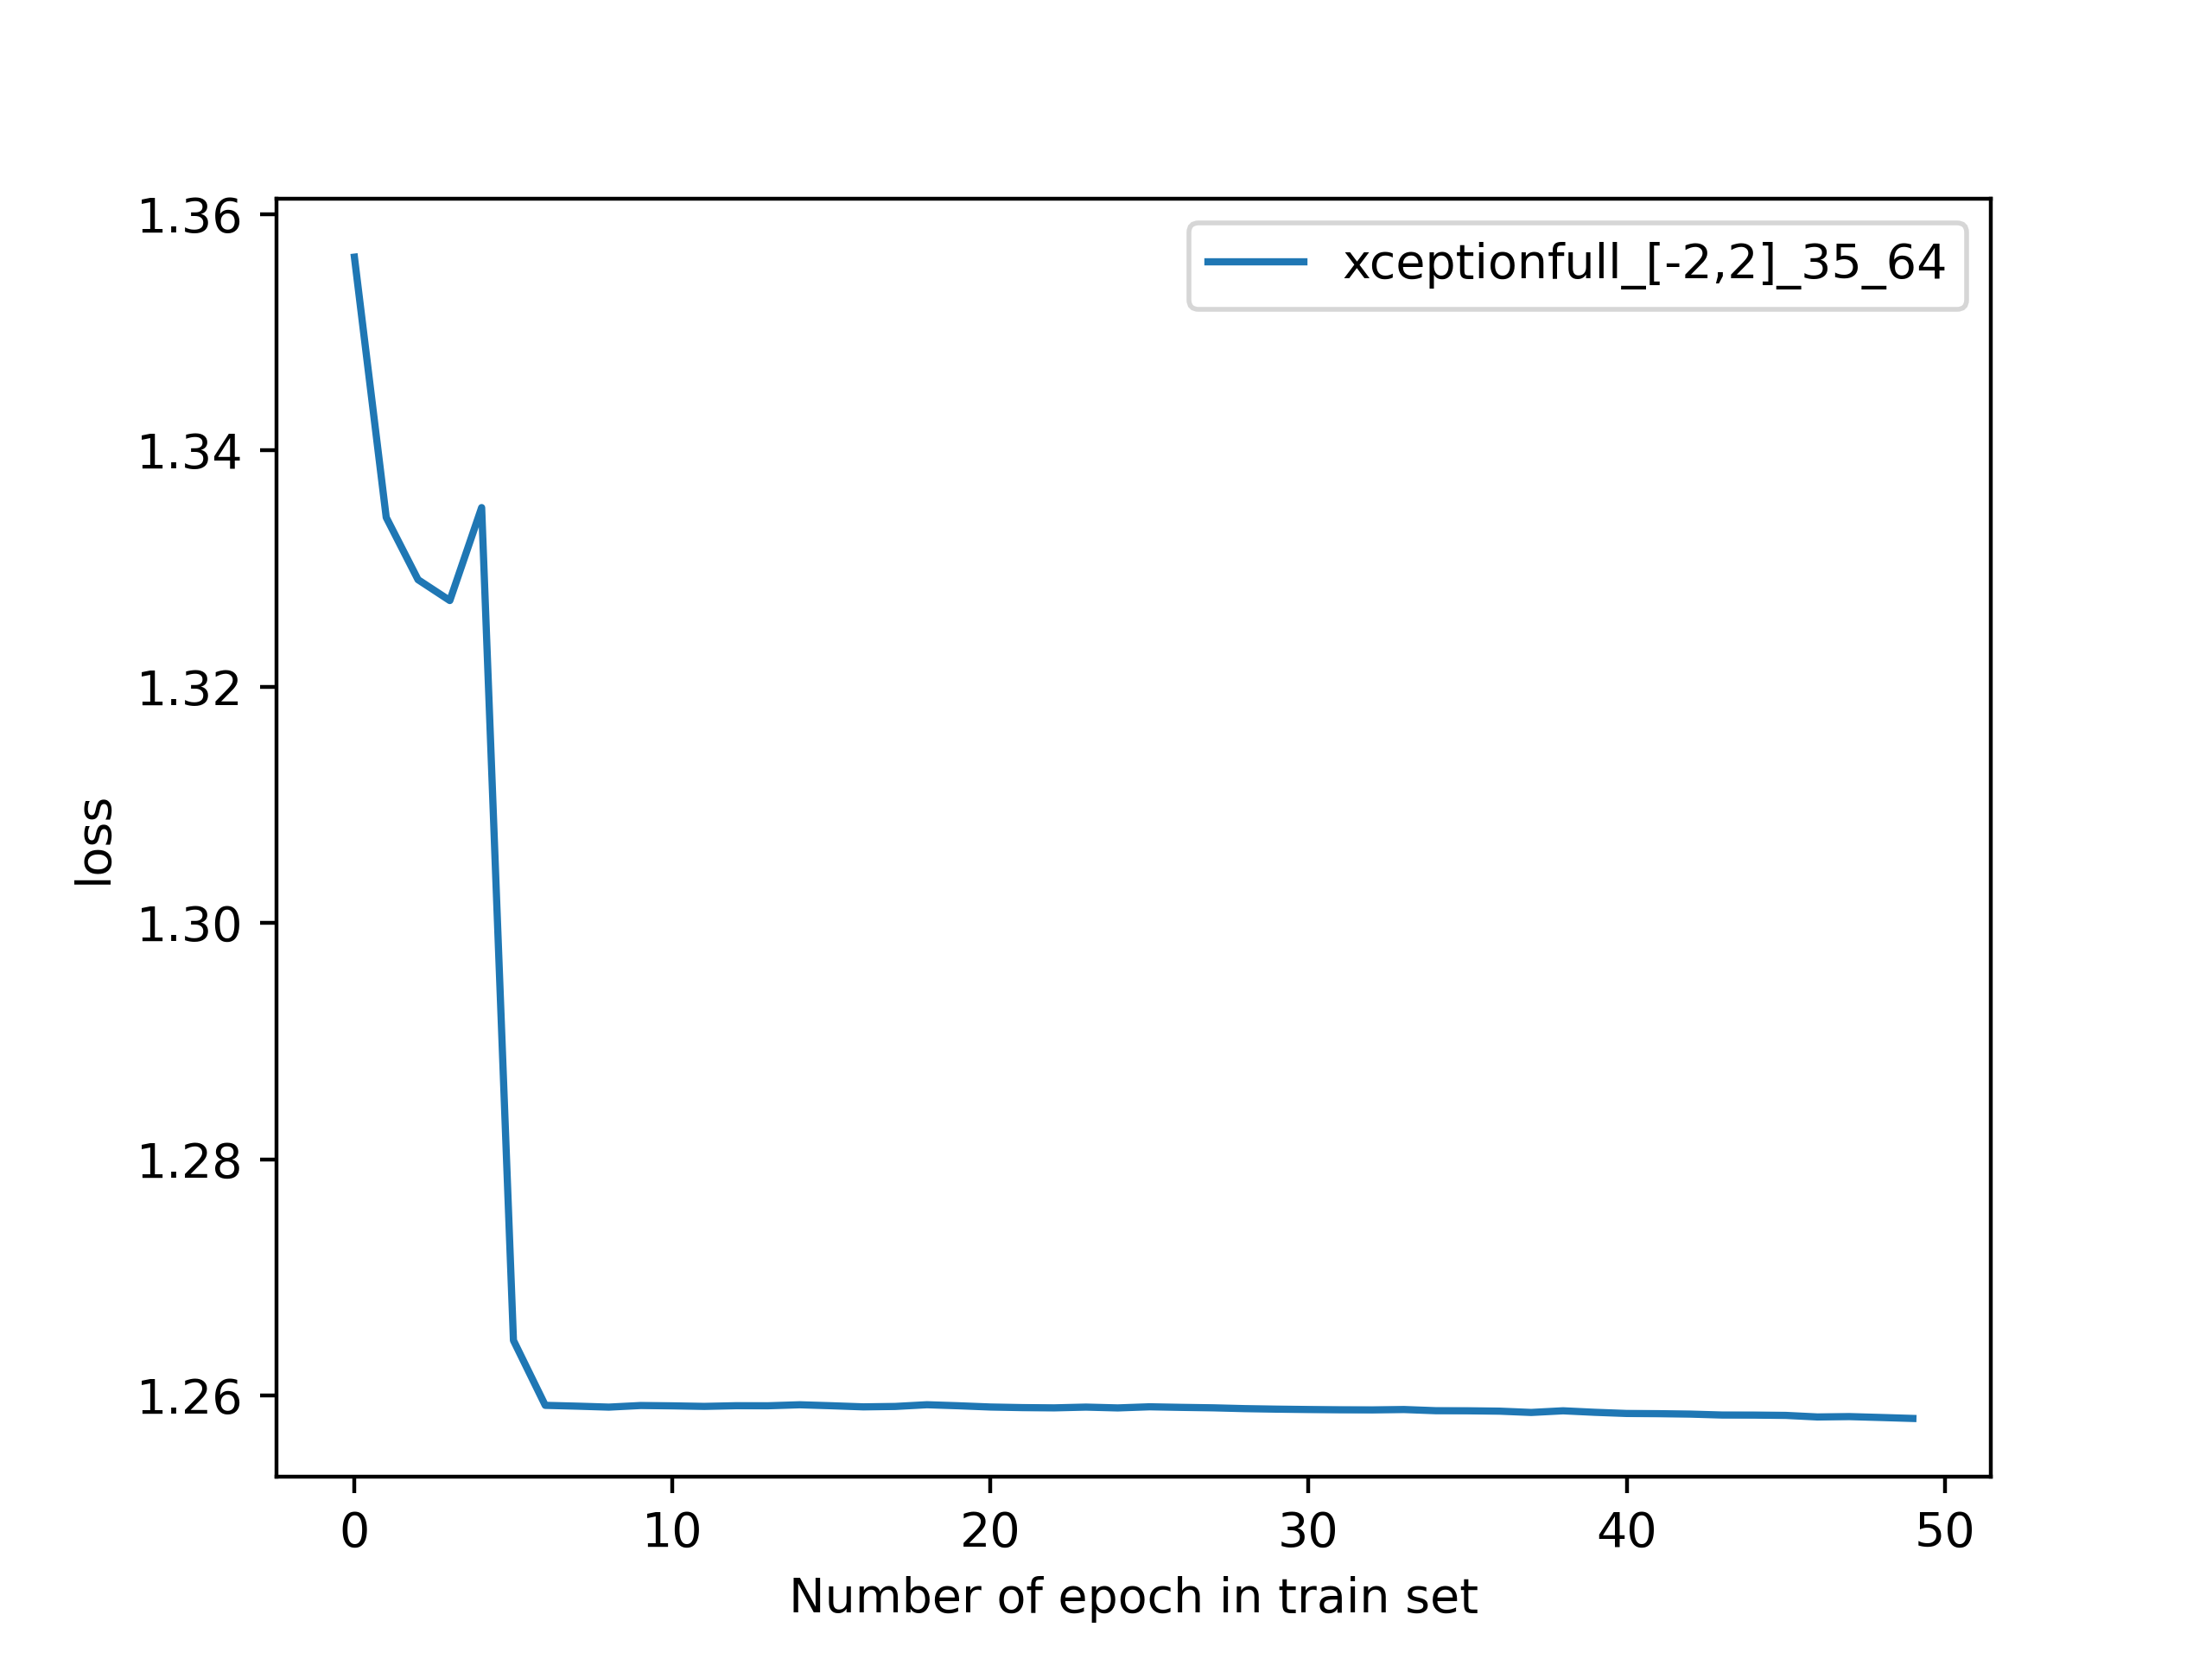 xceptionfull_[-2,2]_35_64
1.36
1.34
1.32
1.30
1.28
1.26
loss
0 10 20 30 40 50
Number of epoch in train set